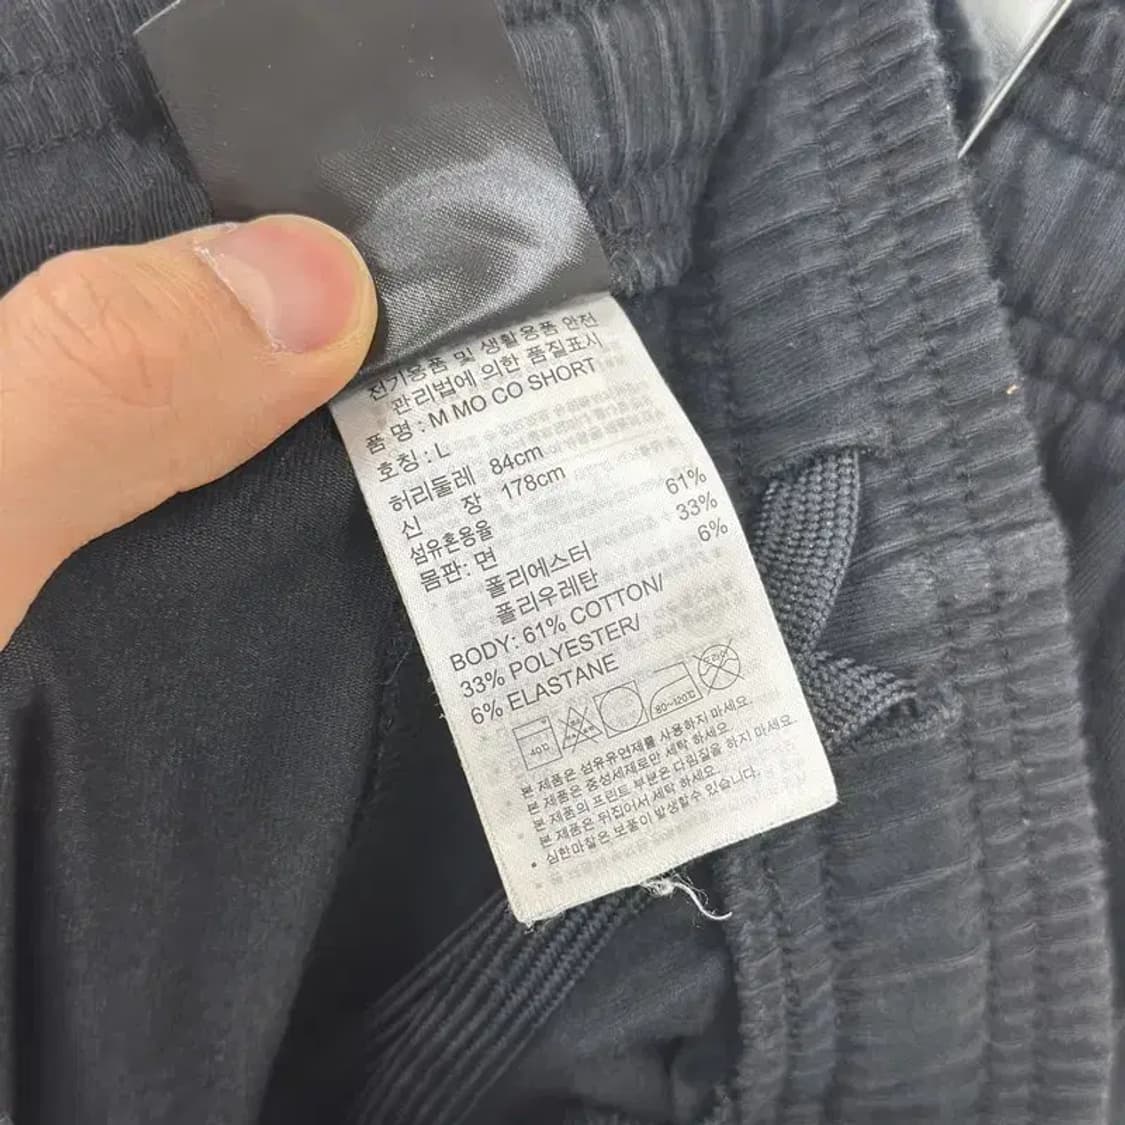 전기용품 및 생활용품 안전
관리법에 의한 품질표시
품 명 : M MO CO SHORT
호칭 : L
허리둘레 84cm
신 장 178cm
섬유혼용율
몸판: 면 61%
폴리에스터 33%
폴리우레탄 6%
BODY: 61% COTTON/
33% POLYESTER/
6% ELASTANE
40℃
80~120℃
드라이
본 제품은 섬유유연제를 사용하지 마세요.
본 제품은 중성세제로만 세탁 하세요.
본 제품의 프린트 부분은 다림질을 하지 마세요.
본 제품은 뒤집어서 세탁 하세요.
• 심한마찰은 보풀이 발생할수 있습니다.